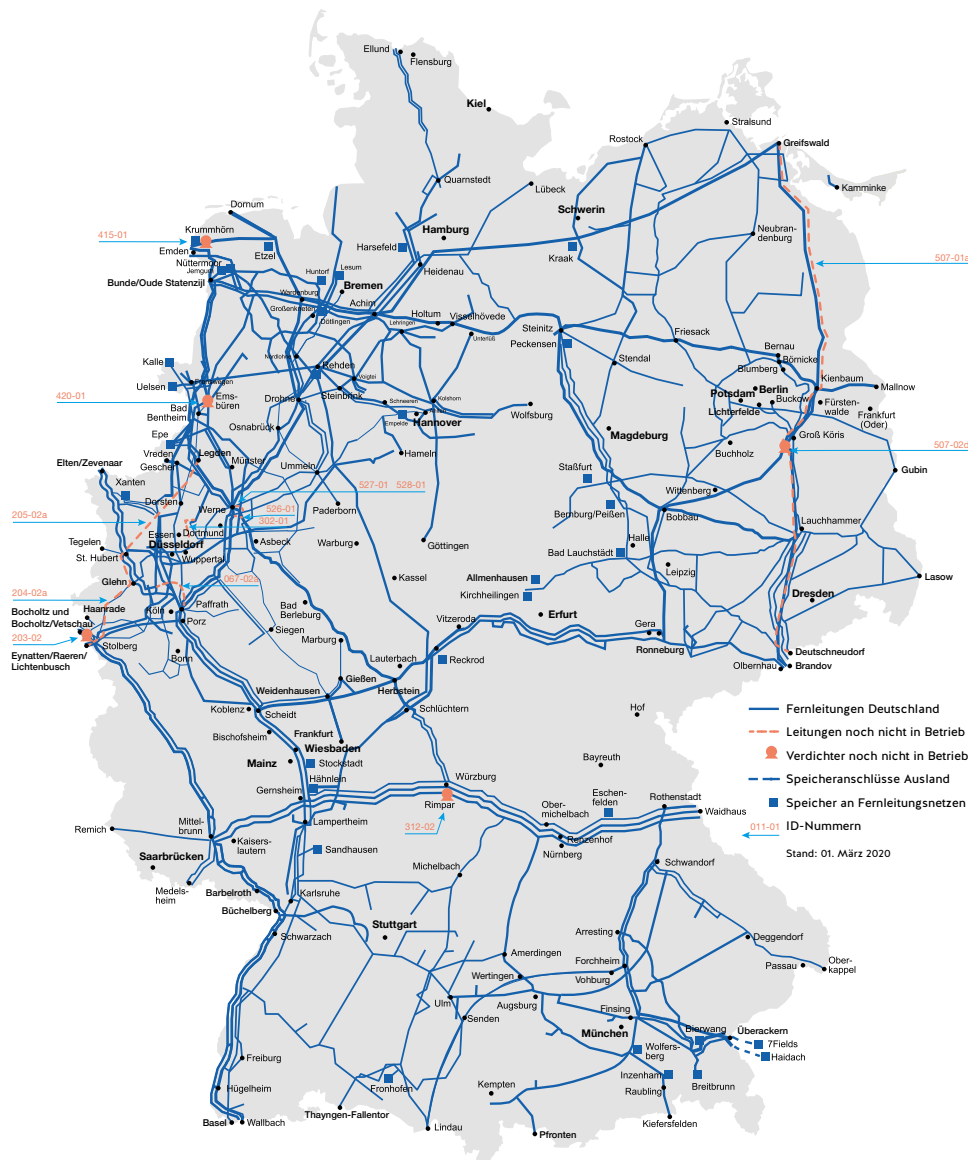 Ellund
Flensburg
Kiel
Stralsund
Rostock
Greifswald
Quarnstedt
Lübeck
Kamminke
Dornum
Schwerin
415-01
Krummhörn
Hamburg
Neubran-
denburg
Emden
Etzel
Harsefeld
Kraak
507-01a
Nüttermoor
Jemgum
Huntorf
Lesum
Heidenau
Bunde/Oude Statenzijl
Bremen
Wardenburg
Achim
Großenkneten
Dötlingen
Holtum
Visselhövede
Lehringen
Unterlüß
Steinitz
Peckensen
Friesack
Bernau
Börnicke
Blumberg
Stendal
Kalle
Nordlohne
Rehden
Voigtei
Uelsen
Kienbaum
Mallnow
Potsdam
Berlin
Buckow
Lichterfelde
Fürsten-
walde
Frankfurt
(Oder)
420-01
Ems-
büren
Drohne
Steinbrink
Schneeren
Kolshorn
Wolfsburg
Bad
Bentheim
Empelde
Hannover
Osnabrück
Magdeburg
Groß Köris
Buchholz
507-02d
Epe
Vreden
Gescher
Legden
Münster
Hameln
Elten/Zevenaar
Ummeln
Staßfurt
Gubin
Xanten
527-01
528-01
Wittenberg
Dorsten
Werne
526-01
Paderborn
Bernburg/Peißen
Bobbau
205-02a
302-01
Lauchhammer
Essen
Dortmund
Düsseldorf
Asbeck
Warburg
Göttingen
Halle
Tegelen
St. Hubert
Wuppertal
Bad Lauchstädt
Leipzig
Glehn
067-02a
Kassel
Allmenhausen
Kirchheilingen
Lasow
Dresden
204-02a
Haanrade
Bocholz und
Bocholtz/Vetschau
Köln
Paffrath
Porz
Bad
Berleburg
Vitzeroda
Erfurt
Gera
203-02
Stolberg
Siegen
Marburg
Ronneburg
Eynatten/Raeren/
Lichtenbusch
Bonn
Lauterbach
Reckrod
Deutschneudorf
Brandov
Olbernhau
Gießen
Weidenhausen
Herbstein
Koblenz
Scheidt
Schlüchtern
Hof
Bischofsheim
Frankfurt
Wiesbaden
Mainz
Stockstadt
Bayreuth
Hähnlein
Gernsheim
Würzburg
Eschen-
felden
Rothenstadt
Rimpar
Waidhaus
Remich
Mittel-
brunn
Lampertheim
312-02
Ober-
michelbach
Renzenhof
Nürnberg
Kaisers-
lautern
Saarbrücken
Sandhausen
Michelbach
Schwandorf
Medels-
heim
Barbelroth
Karlsruhe
Büchelberg
Stuttgart
Schwarzach
Arresting
Deggendorf
Amerdingen
Forchheim
Passau
Ober-
kappel
Wertingen
Vohburg
Ulm
Augsburg
Senden
Finsing
München
Bierwang
Überackern
7Fields
Haidach
Wolfers-
berg
Freiburg
Fronhofen
Inzenham
Breitbrunn
Hügelheim
Kempten
Raubling
Thayngen-Fallentor
Kiefersfelden
Basel
Wallbach
Lindau
Pfronten
Fernleitungen Deutschland
Leitungen noch nicht in Betrieb
Verdichter noch nicht in Betrieb
Speicheranschlüsse Ausland
Speicher an Fernleitungsnetzen
011-01
ID-Nummern
Stand: 01. März 2020